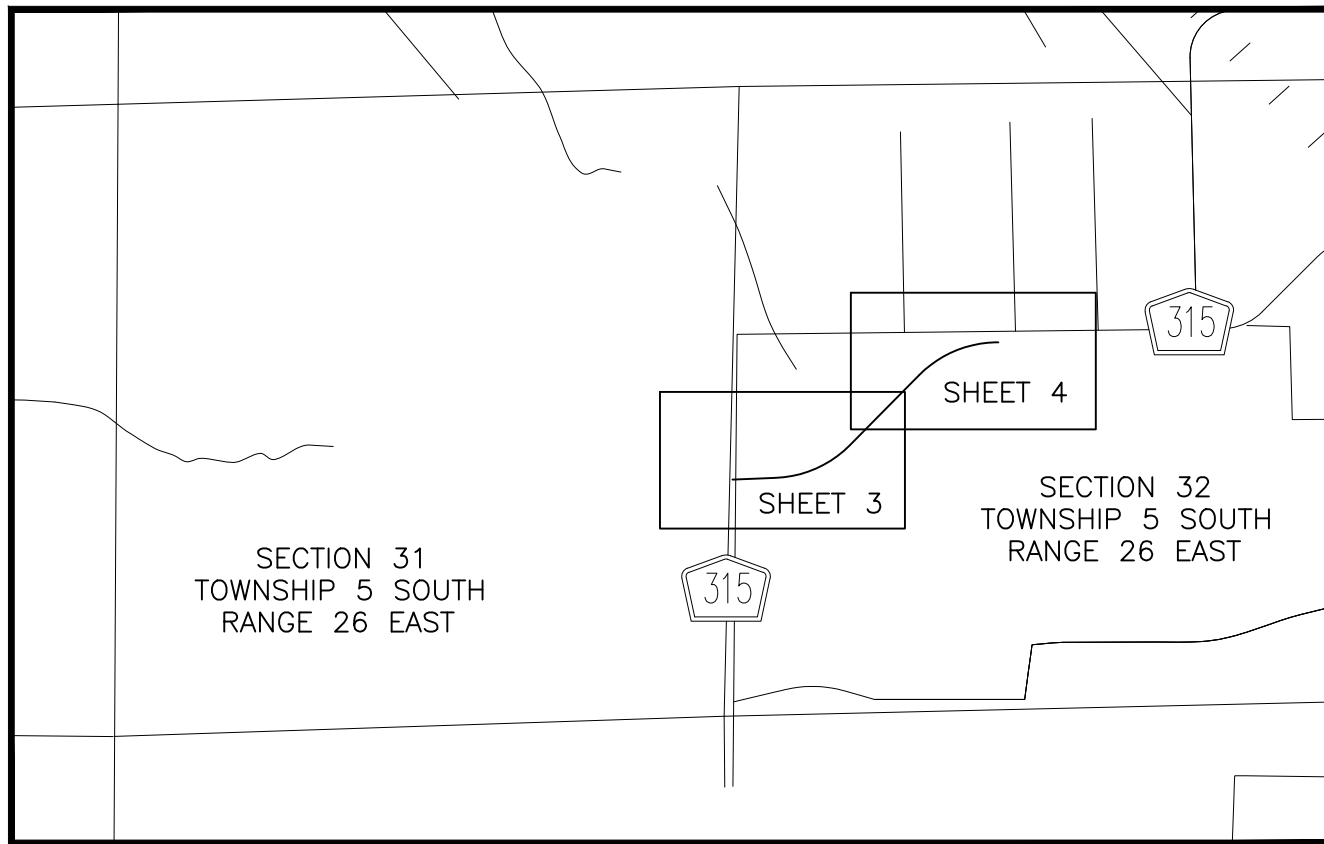 315
SHEET 4
SHEET 3
SECTION 32
TOWNSHIP 5 SOUTH
RANGE 26 EAST
SECTION 31
TOWNSHIP 5 SOUTH
RANGE 26 EAST
315